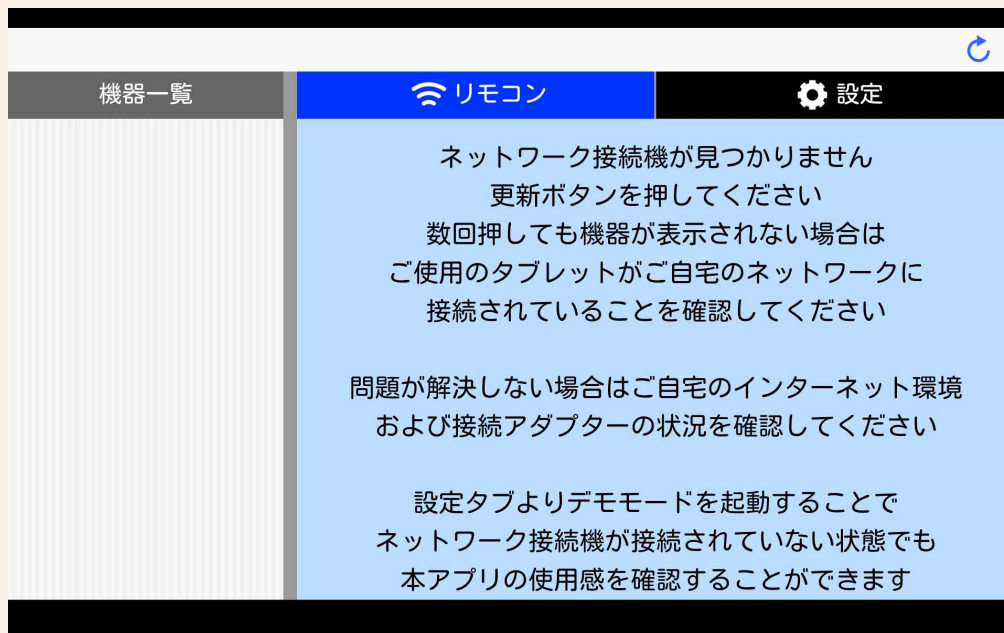 機器一覧
リモコン
設定
ネットワーク接続機が見つかりません
更新ボタンを押してください
数回押しても機器が表示されない場合は
ご使用のタブレットがご自宅のネットワークに
接続されていることを確認してください
問題が解決しない場合はご自宅のインターネット環境
および接続アダプターの状況を確認してください
設定タブよりデモモードを起動することで
ネットワーク接続機が接続されていない状態でも
本アプリの使用感を確認することができます